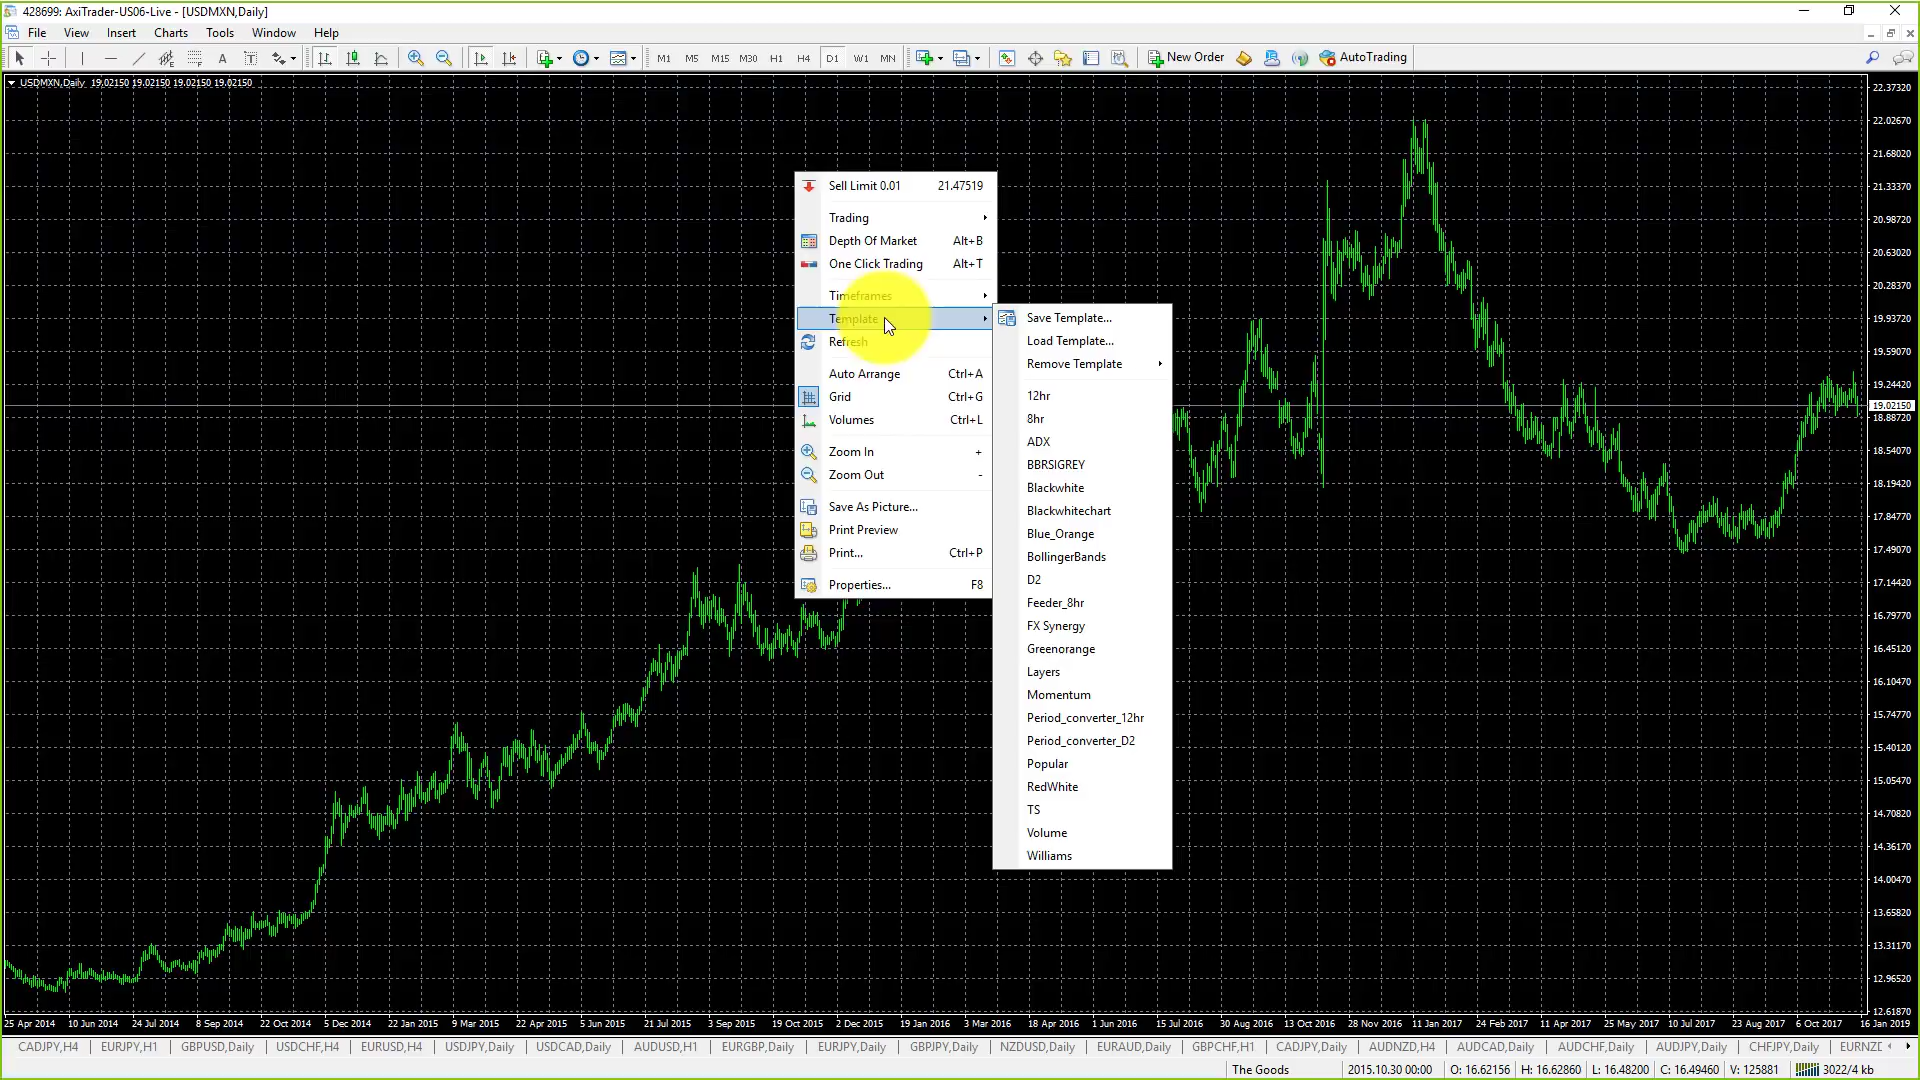 428699: AxiTrader-US06-Live - [USDMXN,Daily]
File View Insert Charts Tools Window Help
A T M1 M5 M15 M30 H1 H4 D1 W1 MN New Order AutoTrading
USDMXN,Daily 19.02150 19.02150 19.02150 19.02150
22.37320
22.02670
21.68020
21.33370
20.98720
20.63020
20.28370
19.93720
19.59070
19.24420
19.02150
18.88720
18.54070
18.19420
17.84770
17.49070
17.14420
16.79770
16.45120
16.10470
15.74770
15.40120
15.05470
14.70820
14.36170
14.00470
13.65820
13.31170
12.96520
12.61870
Sell Limit 0.01 21.47519
Trading
Depth Of Market Alt+B
One Click Trading Alt+T
Timeframes
Template
Refresh
Auto Arrange Ctrl+A
Grid Ctrl+G
Volumes Ctrl+L
Zoom In +
Zoom Out -
Save As Picture...
Print Preview
Print... Ctrl+P
Properties... F8
Save Template...
Load Template...
Remove Template
12hr
8hr
ADX
BBRSIGREY
Blackwhite
Blackwhitechart
Blue_Orange
BollingerBands
D2
Feeder_8hr
FX Synergy
Greenorange
Layers
Momentum
Period_converter_12hr
Period_converter_D2
Popular
RedWhite
TS
Volume
Williams
25 Apr 2014 10 Jun 2014 24 Jul 2014 8 Sep 2014 22 Oct 2014 5 Dec 2014 22 Jan 2015 9 Mar 2015 22 Apr 2015 5 Jun 2015 21 Jul 2015 3 Sep 2015 19 Oct 2015 2 Dec 2015 19 Jan 2016 3 Mar 2016 18 Apr 2016 1 Jun 2016 15 Jul 2016 30 Aug 2016 13 Oct 2016 28 Nov 2016 11 Jan 2017 24 Feb 2017 11 Apr 2017 25 May 2017 10 Jul 2017 23 Aug 2017 6 Oct 2017 16 Jan 2019
CADJPY,H4 EURJPY,H1 GBPUSD,Daily USDCHF,H4 EURUSD,H4 USDJPY,Daily USDCAD,Daily AUDUSD,H1 EURGBP,Daily EURJPY,Daily GBPJPY,Daily NZDUSD,Daily EURAUD,Daily GBPCHF,H1 CADJPY,Daily AUDNZD,H4 AUDCAD,Daily AUDCHF,Daily AUDJPY,Daily CHFJPY,Daily EURNZD
The Goods 2015.10.30 00:00 O: 16.62156 H: 16.62860 L: 16.48200 C: 16.49460 V: 125881 3022/4 kb